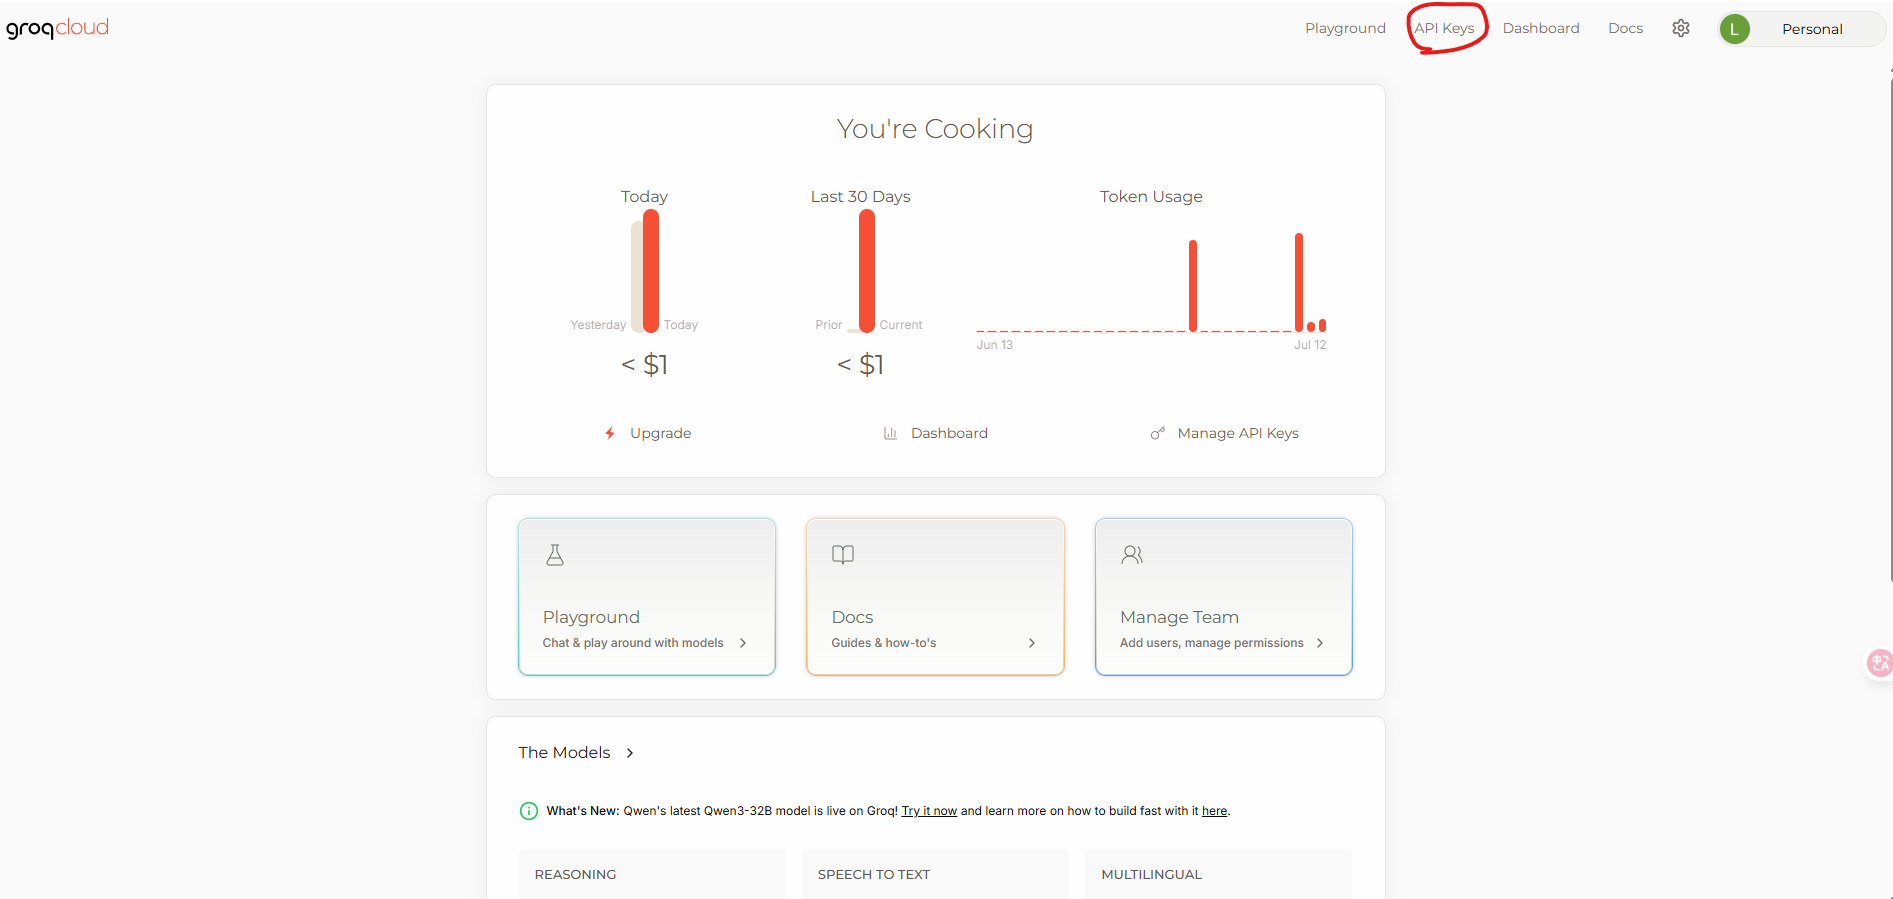 groqcloud
Playground API Keys Dashboard Docs L Personal
You're Cooking
Today Last 30 Days Token Usage
Yesterday Today Prior Current
Jun 13 Jul 12
< $1 < $1
Upgrade Dashboard Manage API Keys
Playground Docs Manage Team
Chat & play around with models Guides & how-to's Add users, manage permissions
中A
The Models
What's New: Qwen's latest Qwen3-32B model is live on Groq! Try it now and learn more on how to build fast with it here.
REASONING SPEECH TO TEXT MULTILINGUAL